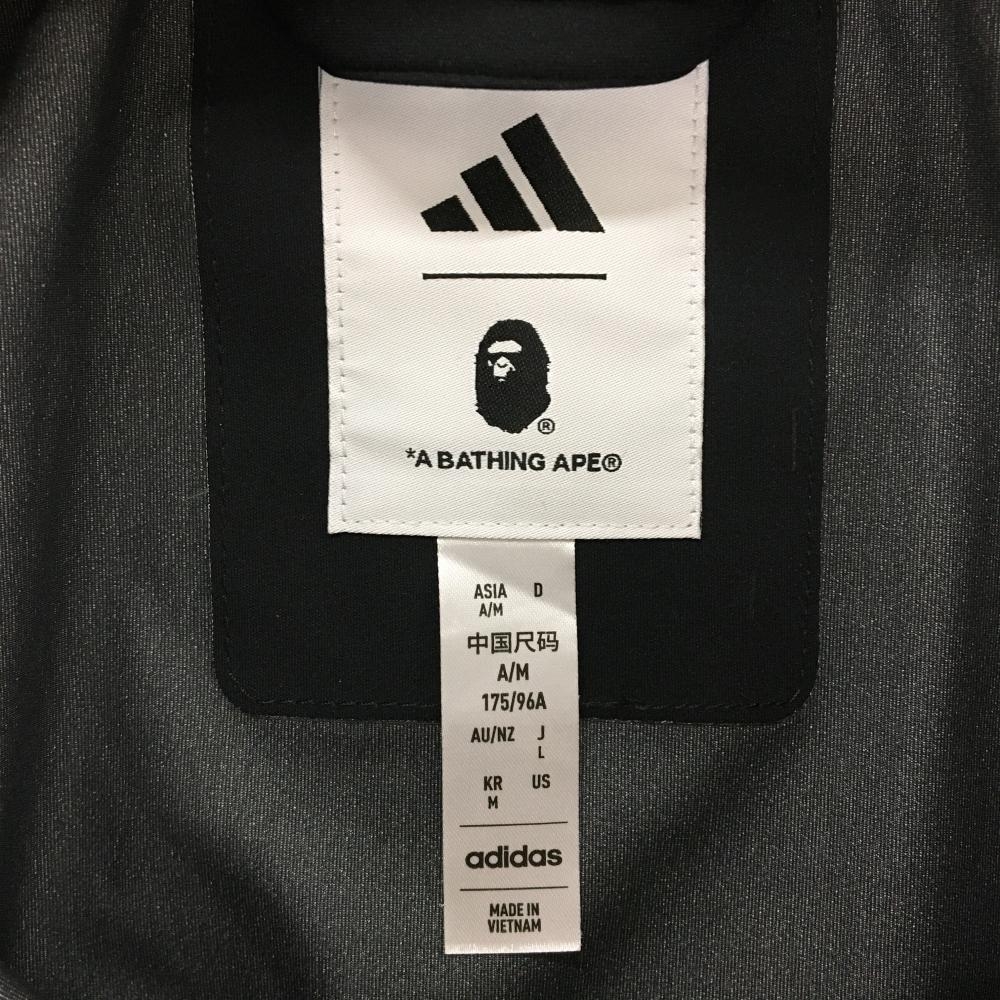 ®
*A BATHING APE®
ASIA D
A/M
中国尺码
A/M
175/96A
AU/NZ J
L
KR US
M
adidas
MADE IN
VIETNAM